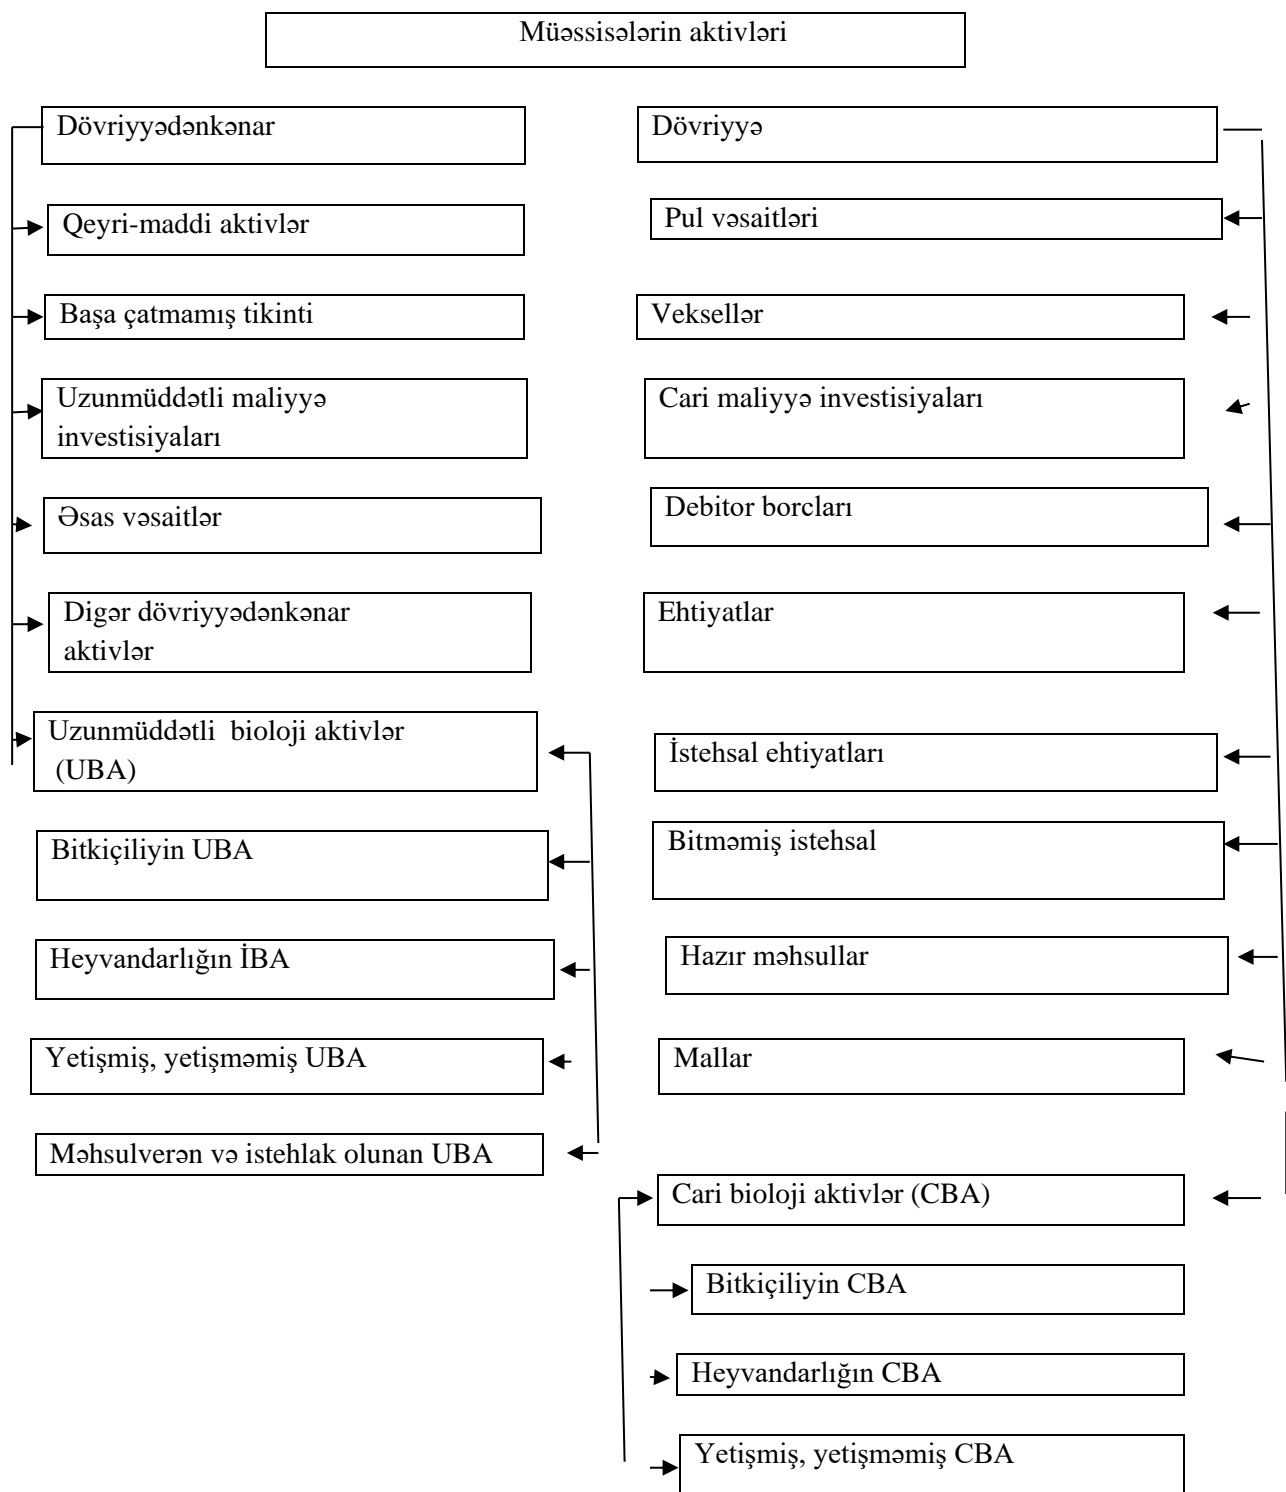 Müəssisələrin aktivləri
Dövriyyədənkənar
Qeyri-maddi aktivlər
Başa çatmamış tikinti
Uzunmüddətli maliyyə
investisiyaları
Əsas vəsaitlər
Digər dövriyyədənkənar
aktivlər
Uzunmüddətli bioloji aktivlər
(UBA)
Bitkiçiliyin UBA
Heyvandarlığın İBA
Yetişmiş, yetişməmiş UBA
Məhsulverən və istehlak olunan UBA
Dövriyyə
Pul vəsaitləri
Veksellər
Cari maliyyə investisiyaları
Debitor borcları
Ehtiyatlar
İstehsal ehtiyatları
Bitməmiş istehsal
Hazır məhsullar
Mallar
Cari bioloji aktivlər (CBA)
Bitkiçiliyin CBA
Heyvandarlığın CBA
Yetişmiş, yetişməmiş CBA